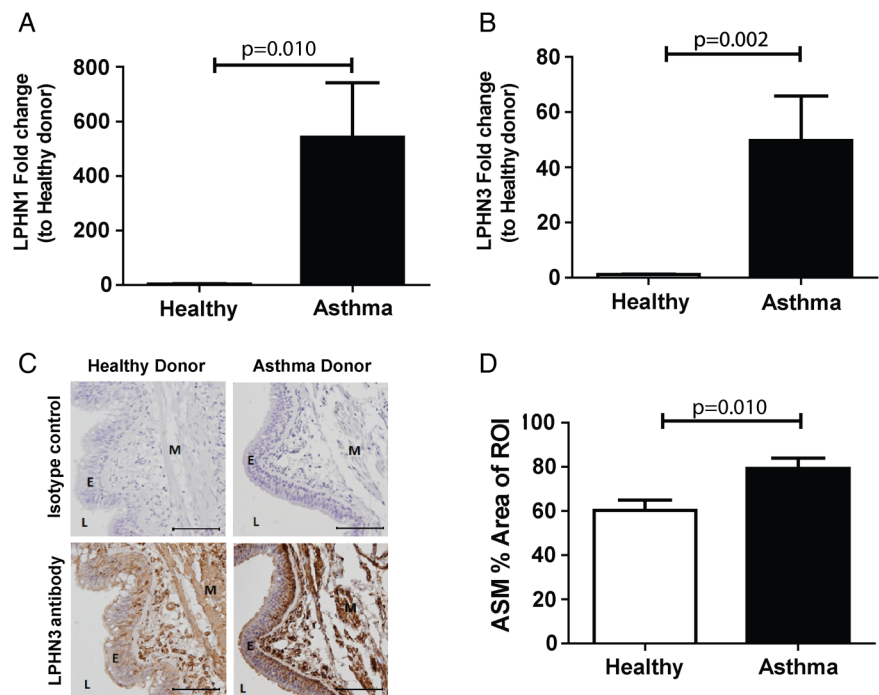 A
p=0.010
LPHN1 Fold change
(to Healthy donor)
800
600
400
200
0
Healthy
Asthma
B
p=0.002
LPHN3 Fold change
(to Healthy donor)
80
60
40
20
0
Healthy
Asthma
C
Healthy Donor
Asthma Donor
Isotype control
M
E
L
M
E
L
LPHN3 antibody
M
E
L
M
E
L
D
p=0.010
ASM % Area of ROI
100
80
60
40
20
0
Healthy
Asthma